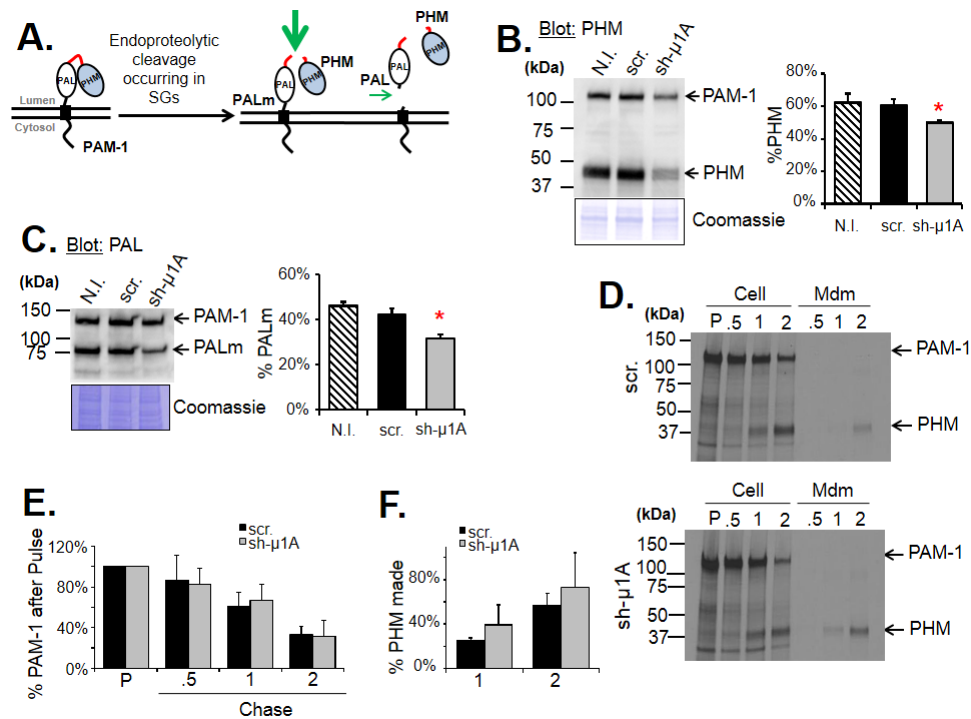 A.
Endoproteolytic
cleavage
occurring in
SGs
PAL
PHM
Lumen
Cytosol
PAM-1
PAL
PHM
PHM
PALm
PHM
PHM
PAL
B. Blot: PHM
(kDa)
N.I.
scr.
sh-µ1A
100
75
50
37
PAM-1
PHM
Coomassie
%PHM
80%
60%
40%
20%
0%
*
N.I. scr. sh-µ1A
C. Blot: PAL
(kDa)
N.I.
scr.
sh-µ1A
150
100
75
PAM-1
PALm
Coomassie
% PALm
60%
40%
20%
0%
*
N.I. scr. sh-µ1A
D.
Cell Mdm
(kDa) P .5 1 2 .5 1 2
scr.
150
100
75
50
37
PAM-1
PHM
Cell Mdm
(kDa) P .5 1 2 .5 1 2
sh-µ1A
150
100
75
50
37
PAM-1
PHM
E.
scr.
sh-µ1A
% PAM-1 after Pulse
120%
80%
40%
0%
P .5 1 2
Chase
F.
scr.
sh-µ1A
% PHM made
80%
40%
0%
1 2